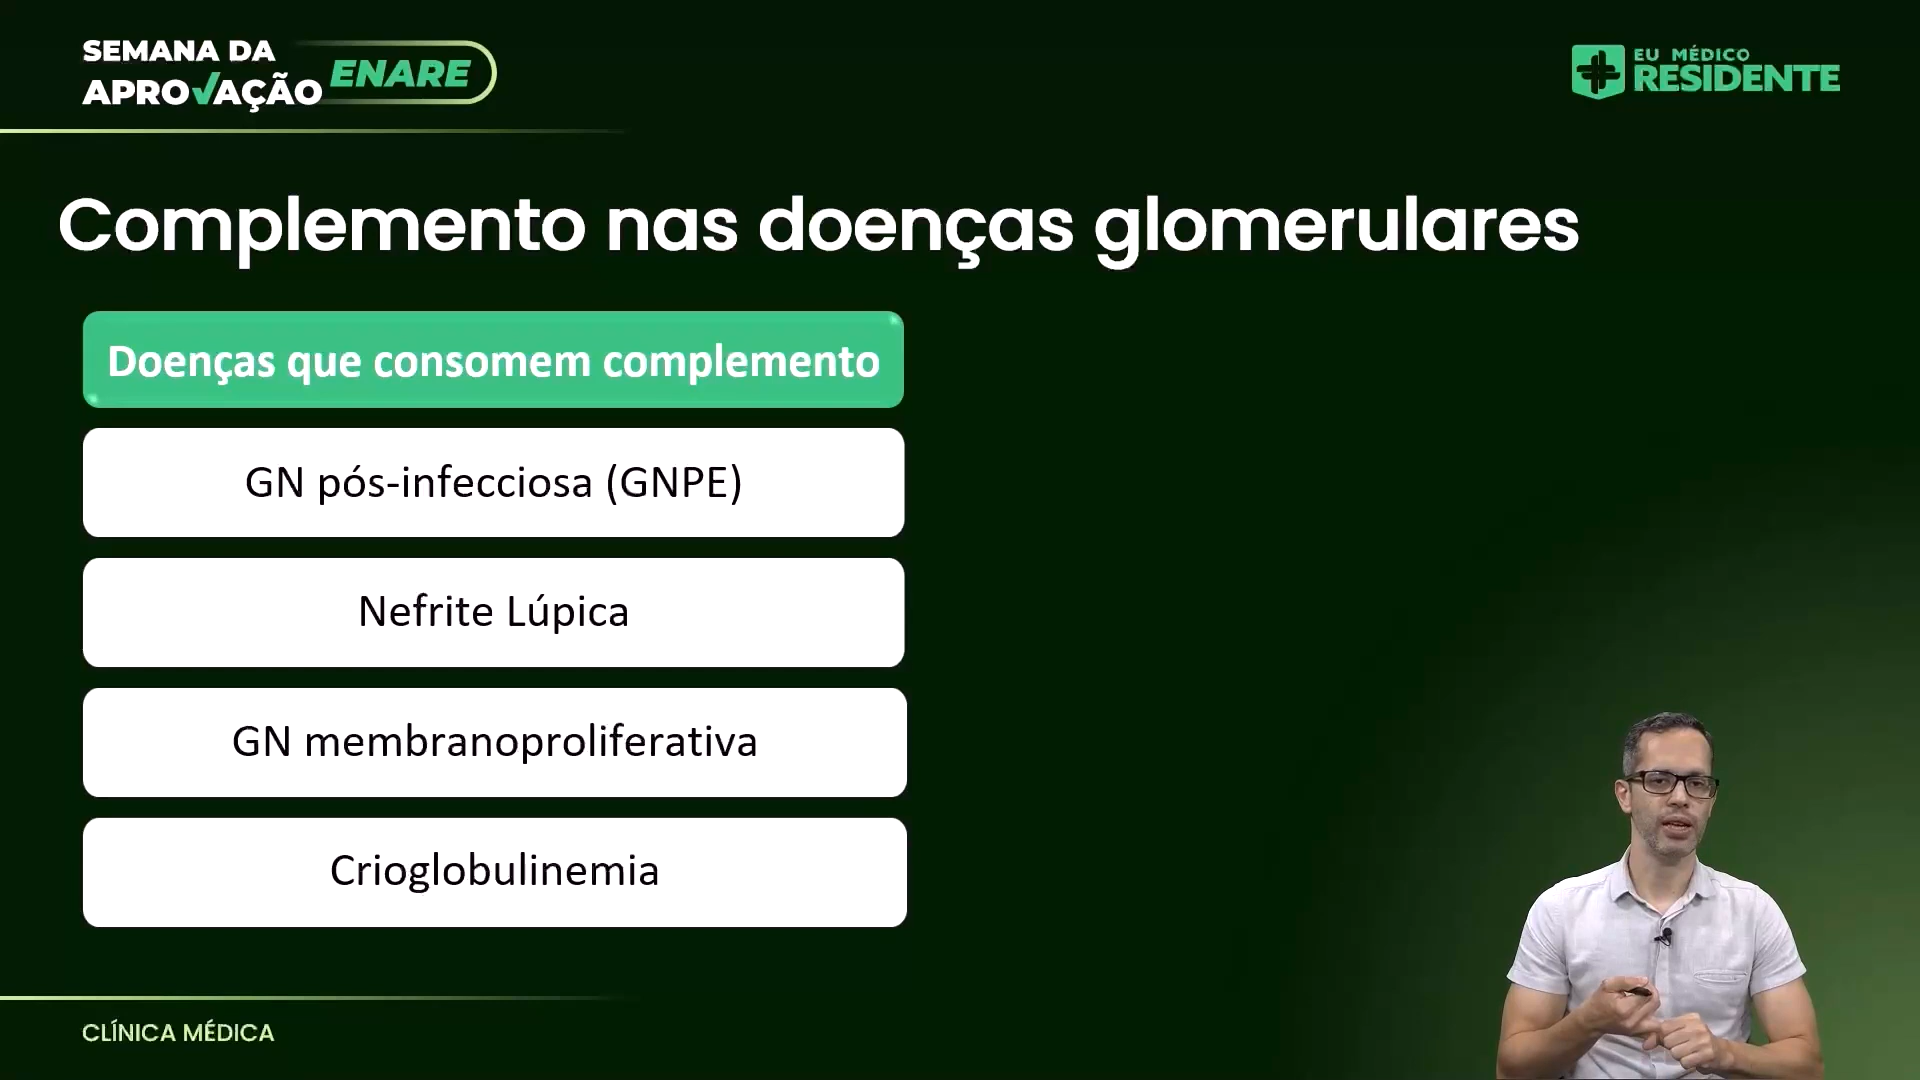 SEMANA DA
APROVAÇÃO ENARE
EU MÉDICO
RESIDENTE
Complemento nas doenças glomerulares
Doenças que consomem complemento
GN pós-infecciosa (GNPE)
Nefrite Lúpica
GN membranoproliferativa
Crioglobulinemia
CLÍNICA MÉDICA